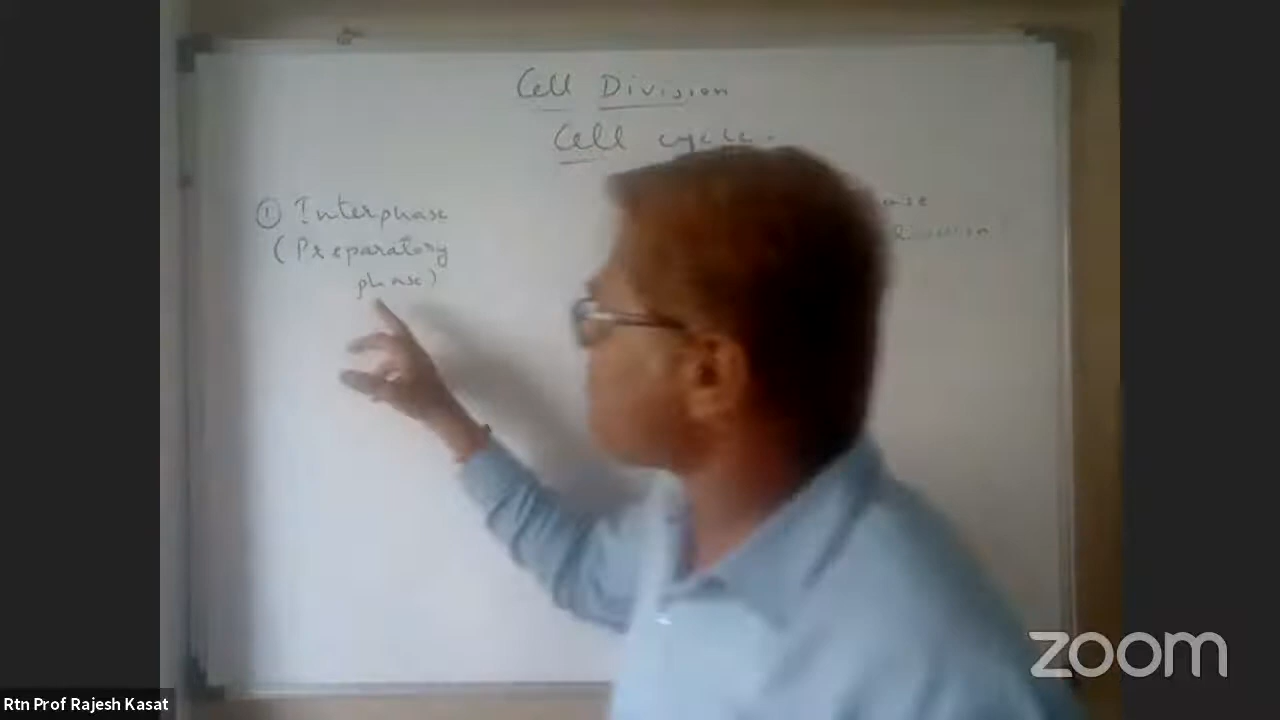 Cell Division
Cell cycle.
① Interphase
(Preparatory
phase)
zoom
Rtn Prof Rajesh Kasat